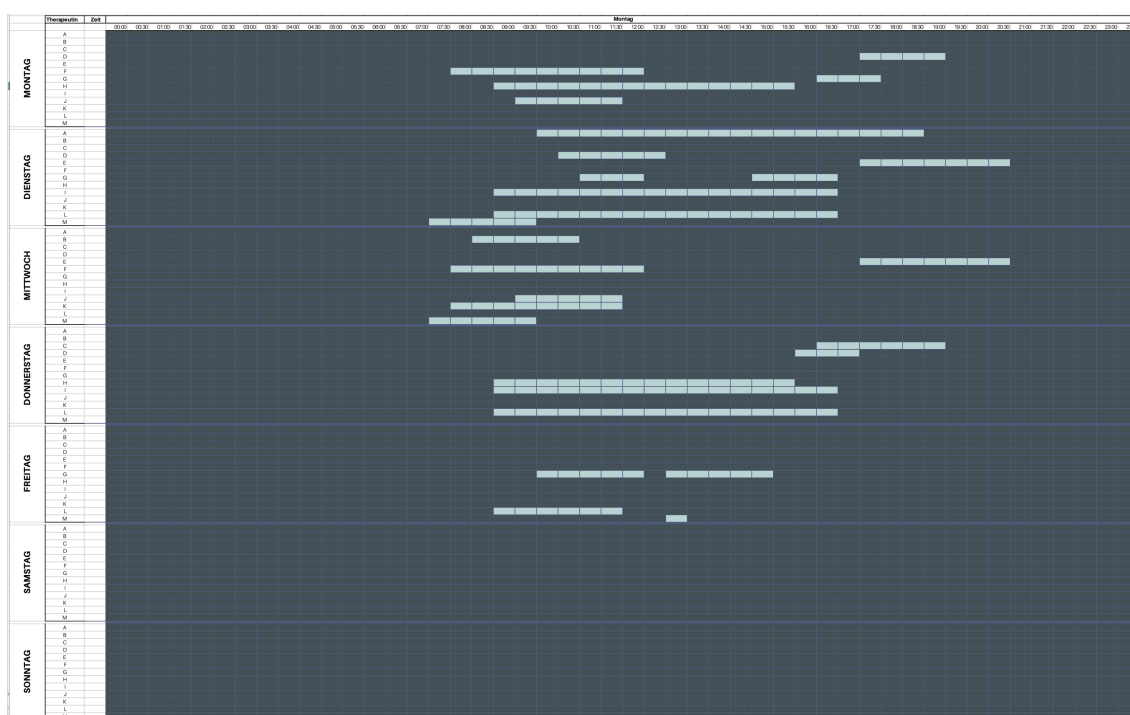 Therapeutin Zeit Montag
00:00 00:30 01:00 01:30 02:00 02:30 03:00 03:30 04:00 04:30 05:00 05:30 06:00 06:30 07:00 07:30 08:00 08:30 09:00 09:30 10:00 10:30 11:00 11:30 12:00 12:30 13:00 13:30 14:00 14:30 15:00 15:30 16:00 16:30 17:00 17:30 18:00 18:30 19:00 19:30 20:00 20:30 21:00 21:30 22:00 22:30 23:00
MONTAG
A
B
C
D
E
F
G
H
I
J
K
L
M
DIENSTAG
A
B
C
D
E
F
G
H
I
J
K
L
M
MITTWOCH
A
B
C
D
E
F
G
H
I
J
K
L
M
DONNERSTAG
A
B
C
D
E
F
G
H
I
J
K
L
M
FREITAG
A
B
C
D
E
F
G
H
I
J
K
L
M
SAMSTAG
A
B
C
D
E
F
G
H
I
J
K
L
M
SONNTAG
A
B
C
D
E
F
G
H
I
J
K
L